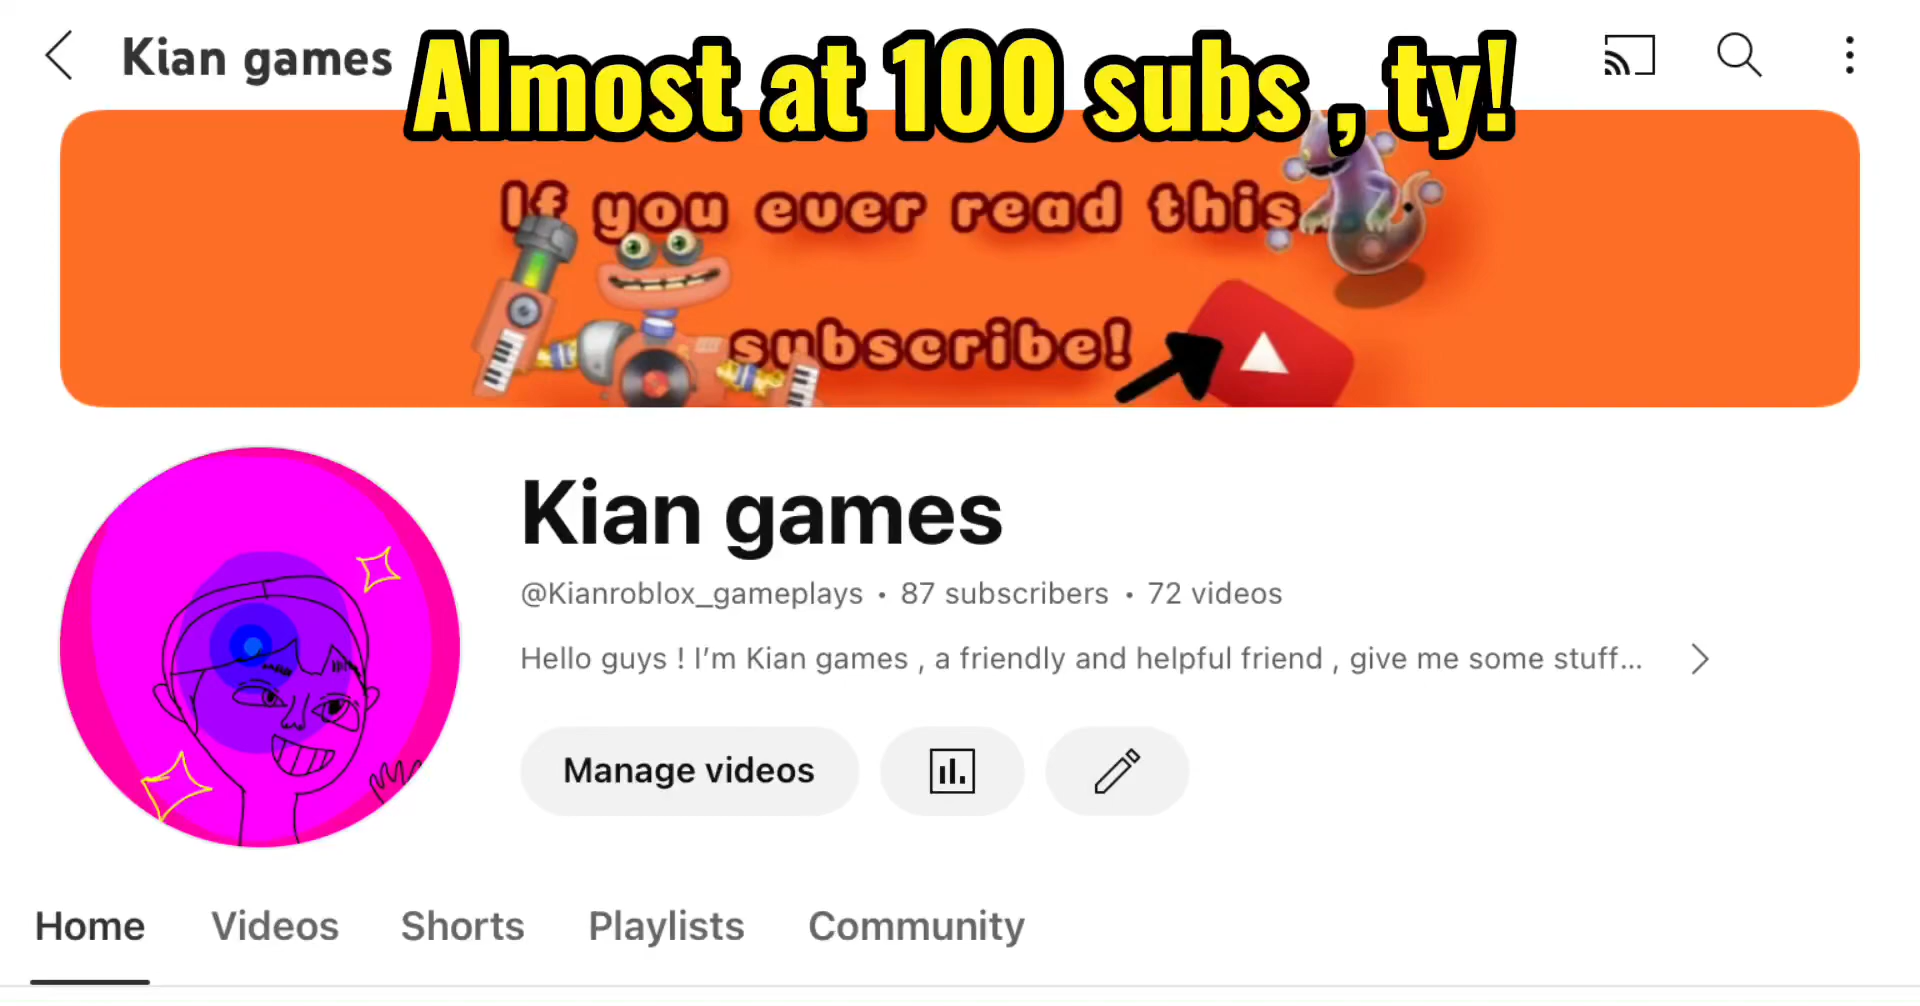 Kian games
Almost at 100 subs , ty!
If you ever read this
subscribe!
Kian games
@Kianroblox_gameplays • 87 subscribers • 72 videos
Hello guys ! I’m Kian games , a friendly and helpful friend , give me some stuff...
Manage videos
Home Videos Shorts Playlists Community